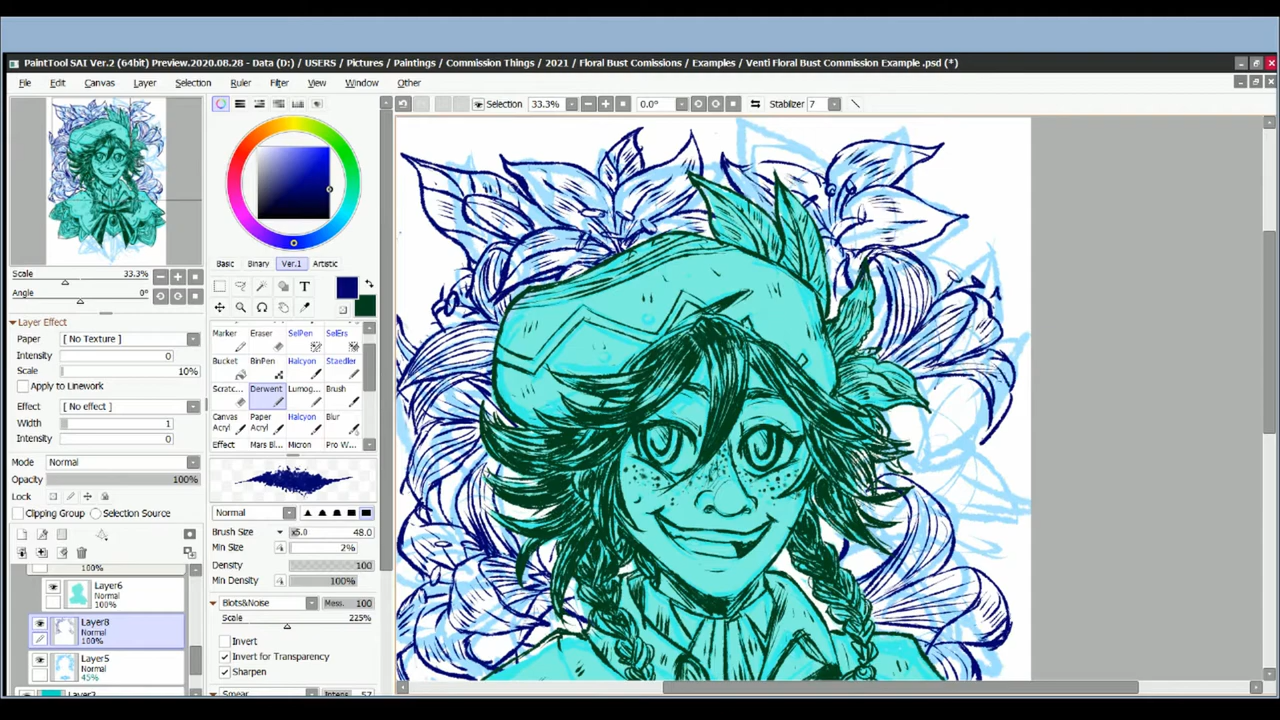 PaintTool SAI Ver.2 (64bit) Preview.2020.08.28 - Data (D:) / USERS / Pictures / Paintings / Commission Things / 2021 / Floral Bust Comissions / Examples / Venti Floral Bust Commission Example .psd (*)
File Edit Canvas Layer Selection Ruler Filter View Window Other
Selection 33.3% 0.0° Stabilizer 7
Scale 33.3%
Angle 0°
Layer Effect
Paper [ No Texture ]
Intensity 0
Scale 10%
Apply to Linework
Effect [ No effect ]
Width 1
Intensity 0
Mode Normal
Opacity 100%
Lock
Clipping Group Selection Source
100%
Layer6
Normal
100%
Layer8
Normal
100%
Layer5
Normal
45%
Basic Binary Ver.1 Artistic
T
Marker Eraser SelPen SelErs
Bucket BinPen Halcyon Staedler
Scratc... Derwent Lumog... Brush
Canvas Paper Halcyon Blur
Acryl Acryl
Effect Mars Bl... Micron Pro W...
Normal
Brush Size x5.0 48.0
Min Size 2%
Density 100
Min Density 100%
Blots&Noise Mess. 100
Scale 225%
Invert
Invert for Transparency
Sharpen
Smear Intens. 57